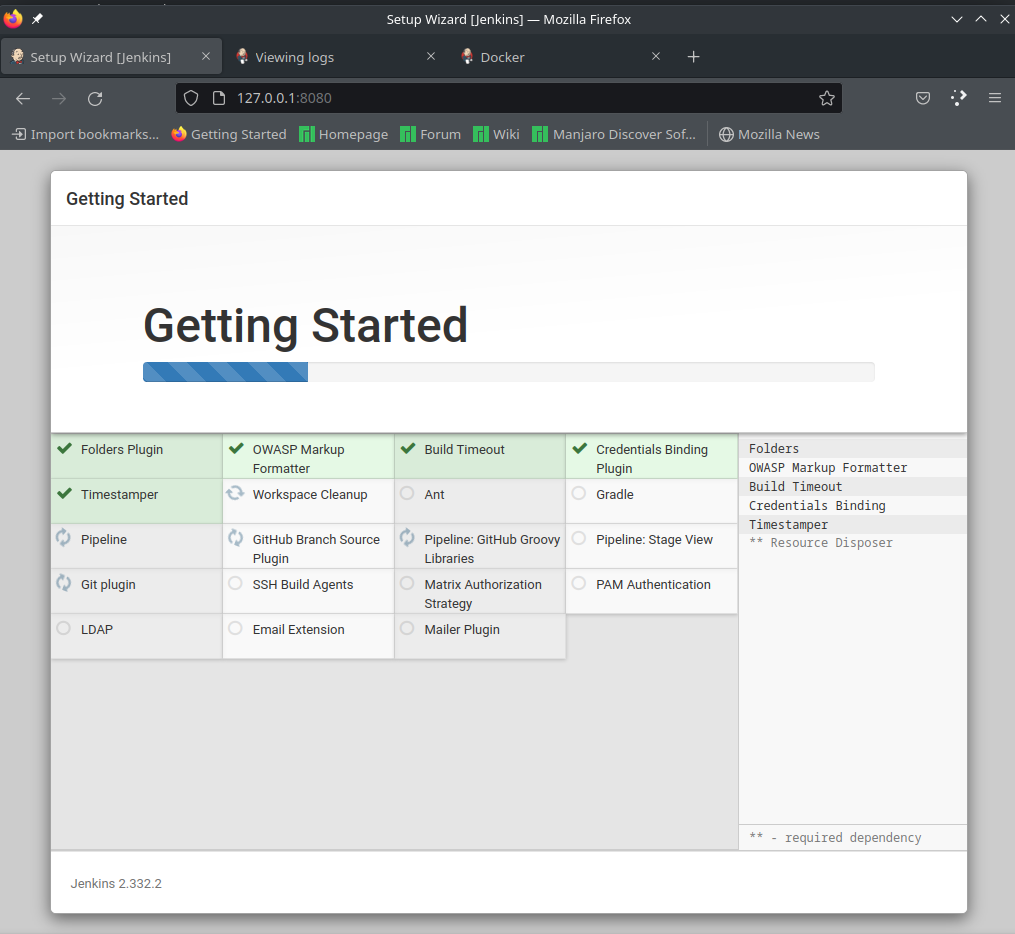 Setup Wizard [Jenkins] — Mozilla Firefox
Setup Wizard [Jenkins]
Viewing logs
Docker
127.0.0.1:8080
Import bookmarks...
Getting Started
Homepage
Forum
Wiki
Manjaro Discover Sof...
Mozilla News
Getting Started
Getting Started
Folders Plugin
OWASP Markup
Formatter
Build Timeout
Credentials Binding
Plugin
Timestamper
Workspace Cleanup
Ant
Gradle
Pipeline
GitHub Branch Source
Plugin
Pipeline: GitHub Groovy
Libraries
Pipeline: Stage View
Git plugin
SSH Build Agents
Matrix Authorization
Strategy
PAM Authentication
LDAP
Email Extension
Mailer Plugin
Folders
OWASP Markup Formatter
Build Timeout
Credentials Binding
Timestamper
** Resource Disposer
** - required dependency
Jenkins 2.332.2